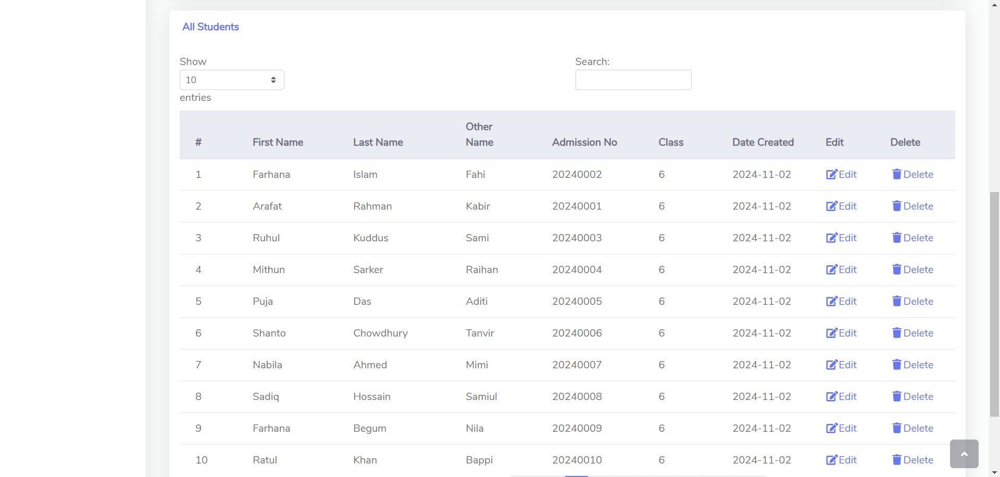 All Students
Show
10
entries
Search:
# First Name Last Name Other Name Admission No Class Date Created Edit Delete
1 Farhana Islam Fahi 20240002 6 2024-11-02 Edit Delete
2 Arafat Rahman Kabir 20240001 6 2024-11-02 Edit Delete
3 Ruhul Kuddus Sami 20240003 6 2024-11-02 Edit Delete
4 Mithun Sarker Raihan 20240004 6 2024-11-02 Edit Delete
5 Puja Das Aditi 20240005 6 2024-11-02 Edit Delete
6 Shanto Chowdhury Tanvir 20240006 6 2024-11-02 Edit Delete
7 Nabila Ahmed Mimi 20240007 6 2024-11-02 Edit Delete
8 Sadiq Hossain Samiul 20240008 6 2024-11-02 Edit Delete
9 Farhana Begum Nila 20240009 6 2024-11-02 Edit Delete
10 Ratul Khan Bappi 20240010 6 2024-11-02 Edit Delete